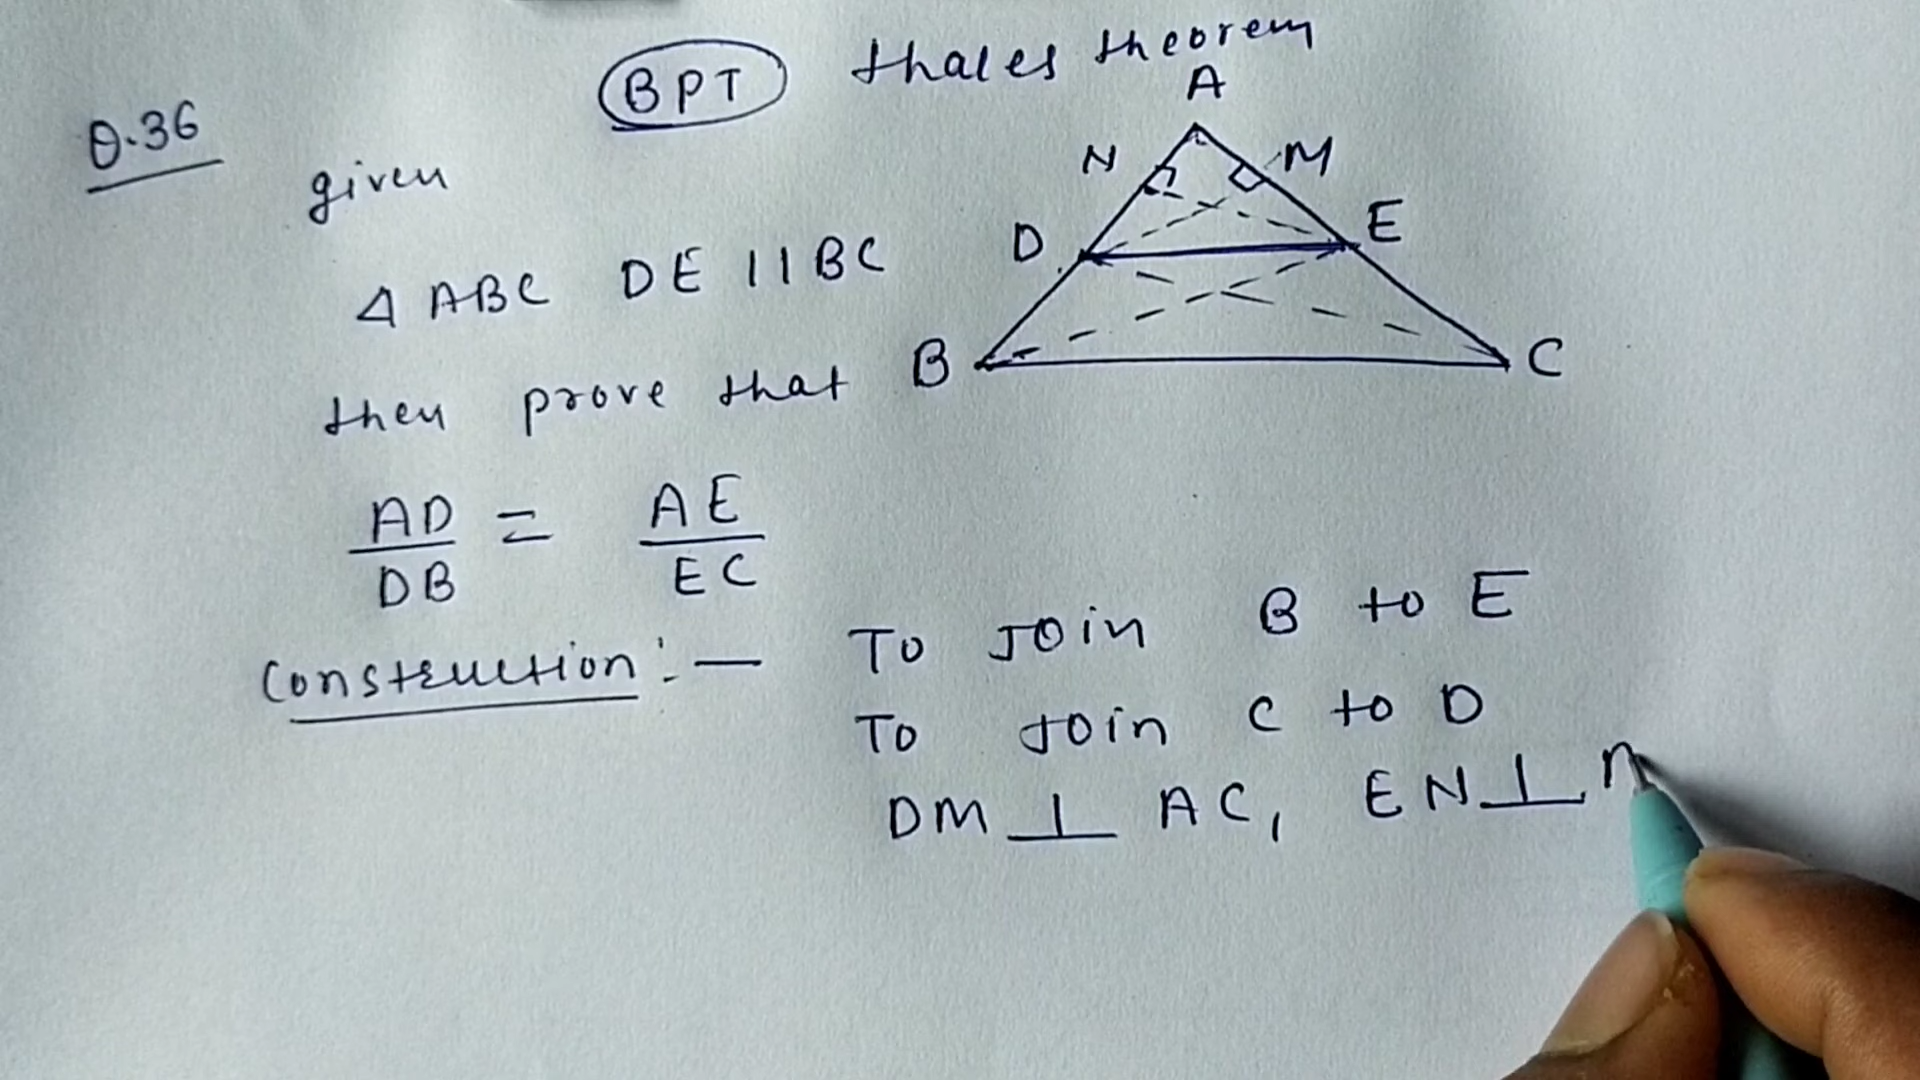 BPT thales theorem
Q.36
given
△ ABC DE || BC
then prove that
AD/DB = AE/EC
A
N M
D E
B C
Construction :— To Join B to E
To Join C to D
DM ⊥ AC, EN ⊥